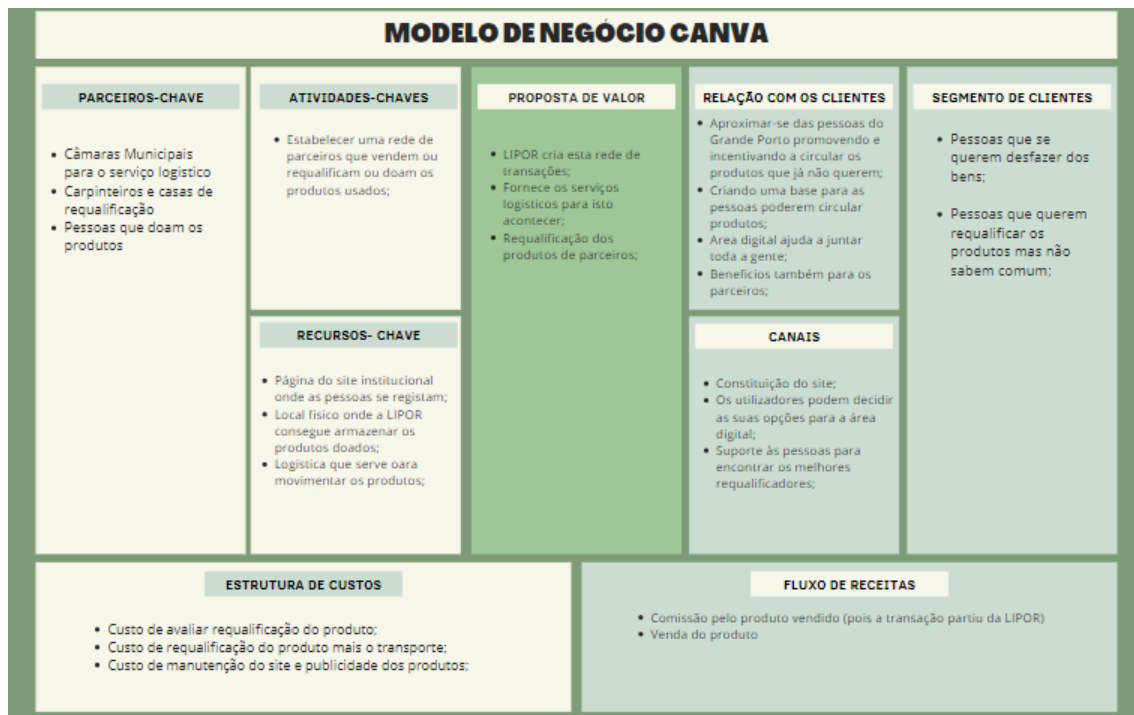 MODELO DE NEGÓCIO CANVA
PARCEIROS-CHAVE
• Câmaras Municipais
para o serviço logistico
• Carpinteiros e casas de
requalificação
• Pessoas que doam os
produtos
ATIVIDADES-CHAVES
• Estabelecer uma rede de
parceiros que vendem ou
requalificam ou doam os
produtos usados;
RECURSOS- CHAVE
• Página do site institucional
onde as pessoas se registam;
• Local fisico onde a LIPOR
consegue armazenar os
produtos doados;
• Logistica que serve oara
movimentar os produtos;
PROPOSTA DE VALOR
• LIPOR cria esta rede de
transações;
• Fornece os serviços
logisticos para isto
acontecer;
• Requalificação dos
produtos de parceiros;
RELAÇÃO COM OS CLIENTES
• Aproximar-se das pessoas do
Grande Porto promovendo e
incentivando a circular os
produtos que já não querem;
• Criando uma base para as
pessoas poderem circular
produtos;
• Area digital ajuda a juntar
toda a gente;
• Beneficios também para os
parceiros;
CANAIS
• Constituição do site;
• Os utilizadores podem decidir
as suas opções para a área
digital;
• Suporte às pessoas para
encontrar os melhores
requalificadores;
SEGMENTO DE CLIENTES
• Pessoas que se
querem desfazer dos
bens;
• Pessoas que querem
requalificar os
produtos mas não
sabem comum;
ESTRUTURA DE CUSTOS
• Custo de avaliar requalificação do produto;
• Custo de requalificação do produto mais o transporte;
• Custo de manutenção do site e publicidade dos produtos;
FLUXO DE RECEITAS
• Comissão pelo produto vendido (pois a transação partiu da LIPOR)
• Venda do produto